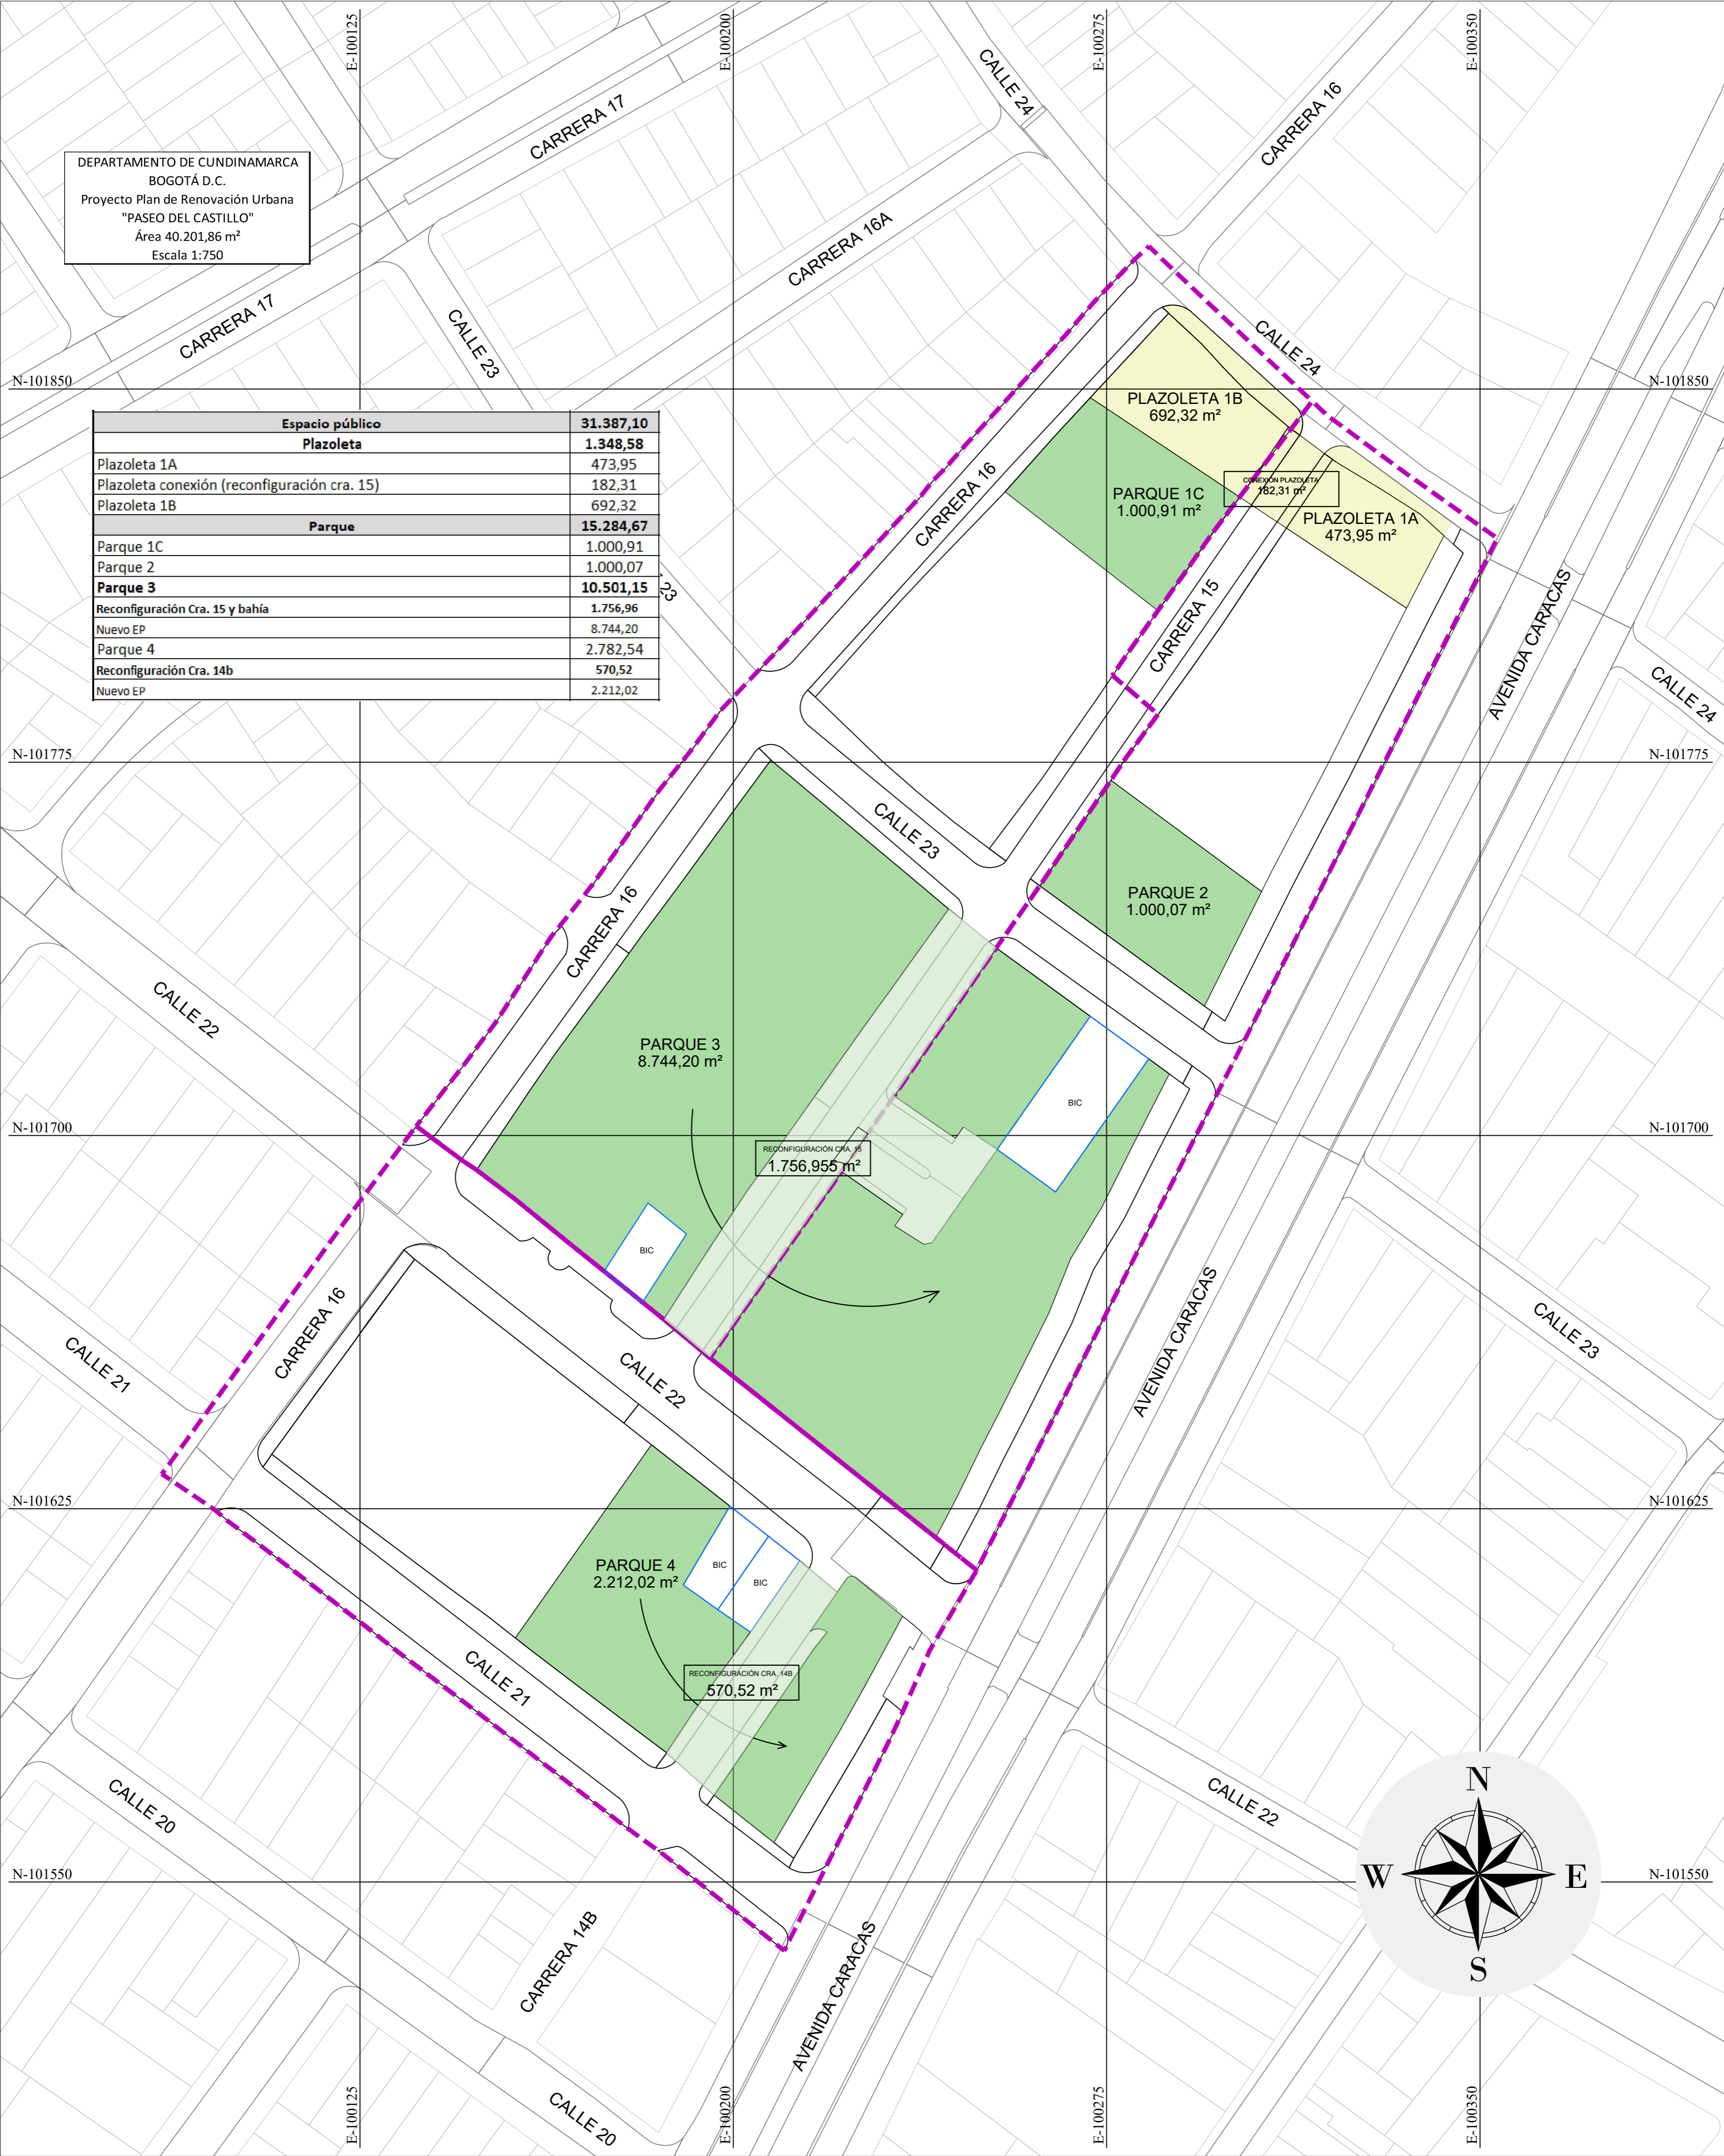 E-100125
E-100200
E-100275
E-100350
CALLE 24
CARRERA 16
CARRERA 17
DEPARTAMENTO DE CUNDINAMARCA
BOGOTÁ D.C.
Proyecto Plan de Renovación Urbana
"PASEO DEL CASTILLO"
Área 40.201,86 m²
Escala 1:750
CARRERA 16A
CARRERA 17
CALLE 23
CALLE 24
N-101850
N-101850
PLAZOLETA 1B
692,32 m²
Espacio público 31.387,10
Plazoleta 1.348,58
Plazoleta 1A 473,95
Plazoleta conexión (reconfiguración cra. 15) 182,31
Plazoleta 1B 692,32
Parque 15.284,67
Parque 1C 1.000,91
Parque 2 1.000,07
Parque 3 10.501,15
Reconfiguración Cra. 15 y bahía 1.756,96
Nuevo EP 8.744,20
Parque 4 2.782,54
Reconfiguración Cra. 14b 570,52
Nuevo EP 2.212,02
23
CARRERA 16
PARQUE 1C
1.000,91 m²
CONEXIÓN PLAZOLETA
182,31 m²
PLAZOLETA 1A
473,95 m²
CARRERA 15
AVENIDA CARACAS
CALLE 24
N-101775
N-101775
CALLE 23
PARQUE 2
1.000,07 m²
CARRERA 16
CALLE 22
PARQUE 3
8.744,20 m²
BIC
N-101700
N-101700
RECONFIGURACIÓN CRA. 15
1.756,955 m²
BIC
CARRERA 16
CALLE 21
CALLE 22
AVENIDA CARACAS
CALLE 23
N-101625
N-101625
PARQUE 4
2.212,02 m²
BIC
BIC
CALLE 21
RECONFIGURACIÓN CRA. 14B
570,52 m²
CALLE 20
CALLE 22
N
W
E
S
N-101550
N-101550
CARRERA 14B
AVENIDA CARACAS
CALLE 20
E-100125
E-100200
E-100275
E-100350